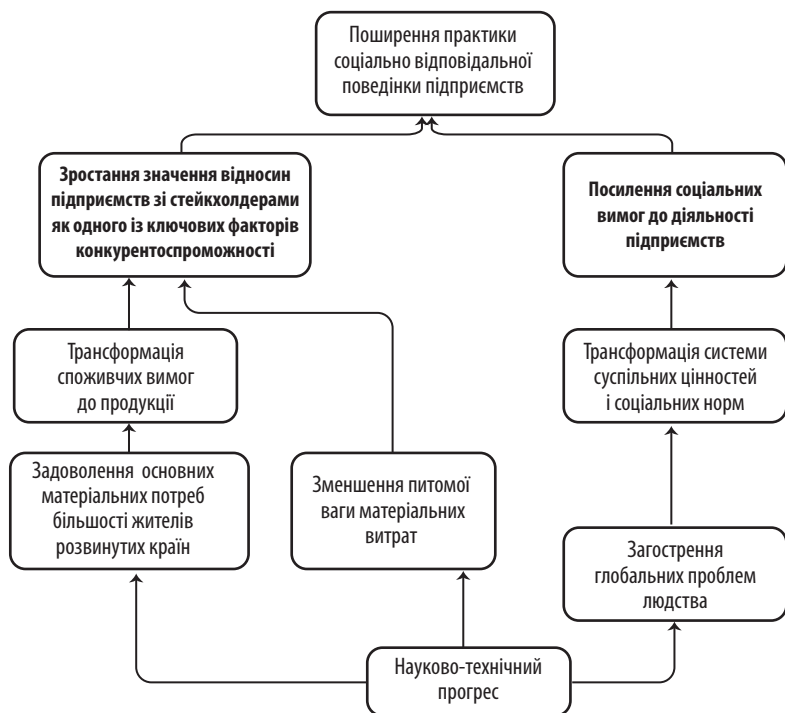 Поширення практики
соціально відповідальної
поведінки підприємств
Зростання значення відносин
підприємств зі стейкхолдерами
як одного із ключових факторів
конкурентоспроможності
Посилення соціальних
вимог до діяльності
підприємств
Трансформація
споживчих вимог
до продукції
Трансформація системи
суспільних цінностей
і соціальних норм
Задоволення основних
матеріальних потреб
більшості жителів
розвинутих країн
Зменшення питомої
ваги матеріальних
витрат
Загострення
глобальних проблем
людства
Науково-технічний
прогрес